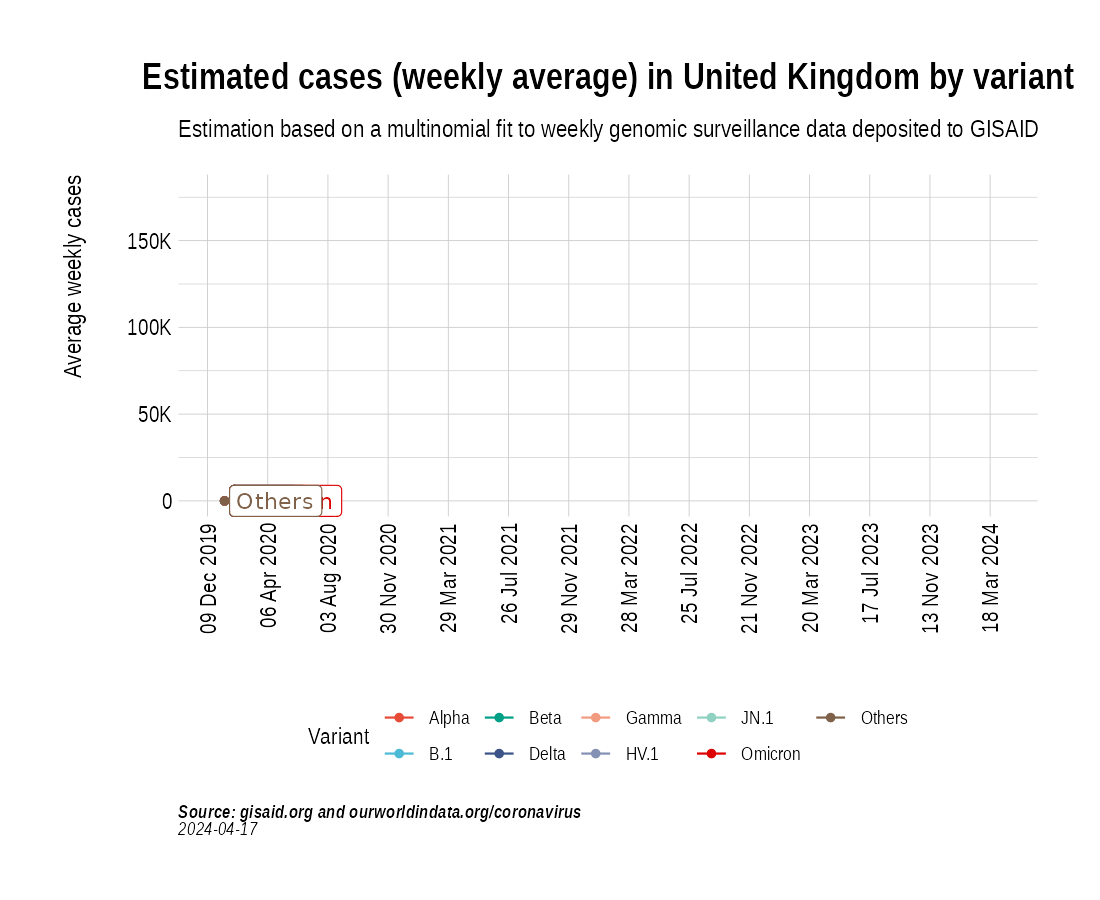 Estimated cases (weekly average) in United Kingdom by variant
Estimation based on a multinomial fit to weekly genomic surveillance data deposited to GISAID
Average weekly cases
150K
100K
50K
0
Others
n
09 Dec 2019
06 Apr 2020
03 Aug 2020
30 Nov 2020
29 Mar 2021
26 Jul 2021
29 Nov 2021
28 Mar 2022
25 Jul 2022
21 Nov 2022
20 Mar 2023
17 Jul 2023
13 Nov 2023
18 Mar 2024
Variant
Alpha
Beta
Gamma
JN.1
Others
B.1
Delta
HV.1
Omicron
Source: gisaid.org and ourworldindata.org/coronavirus
2024-04-17